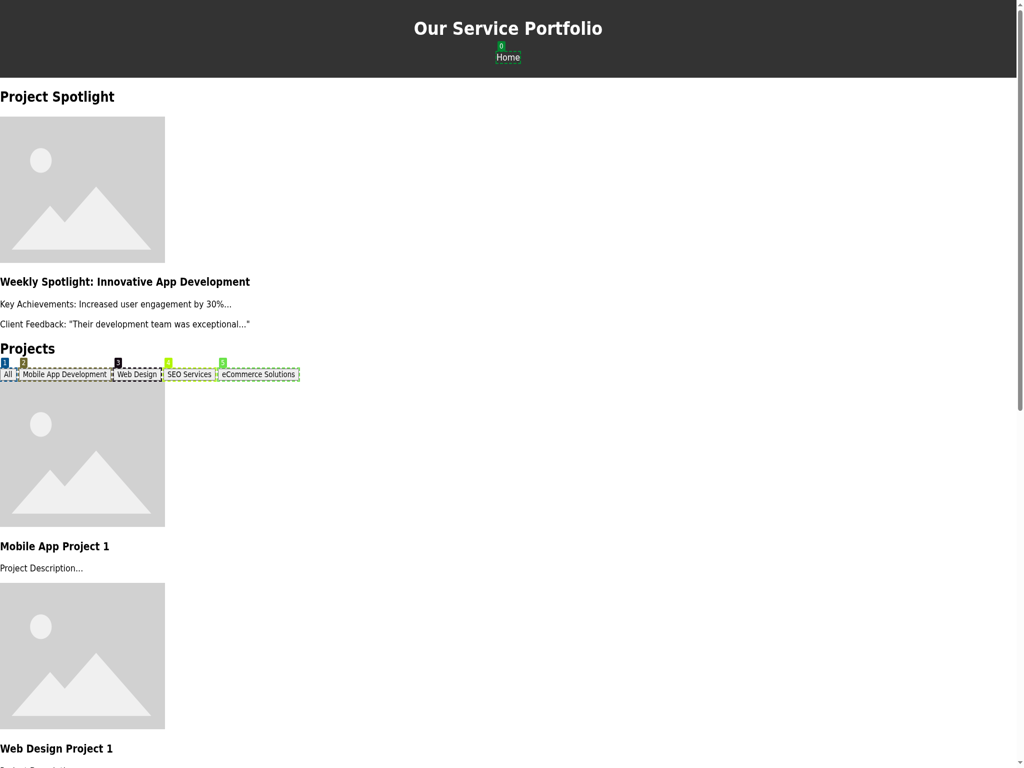 Our Service Portfolio
0
Home
Project Spotlight
Weekly Spotlight: Innovative App Development
Key Achievements: Increased user engagement by 30%...
Client Feedback: "Their development team was exceptional..."
Projects
1 2 3 4 5
All Mobile App Development Web Design SEO Services eCommerce Solutions
Mobile App Project 1
Project Description...
Web Design Project 1